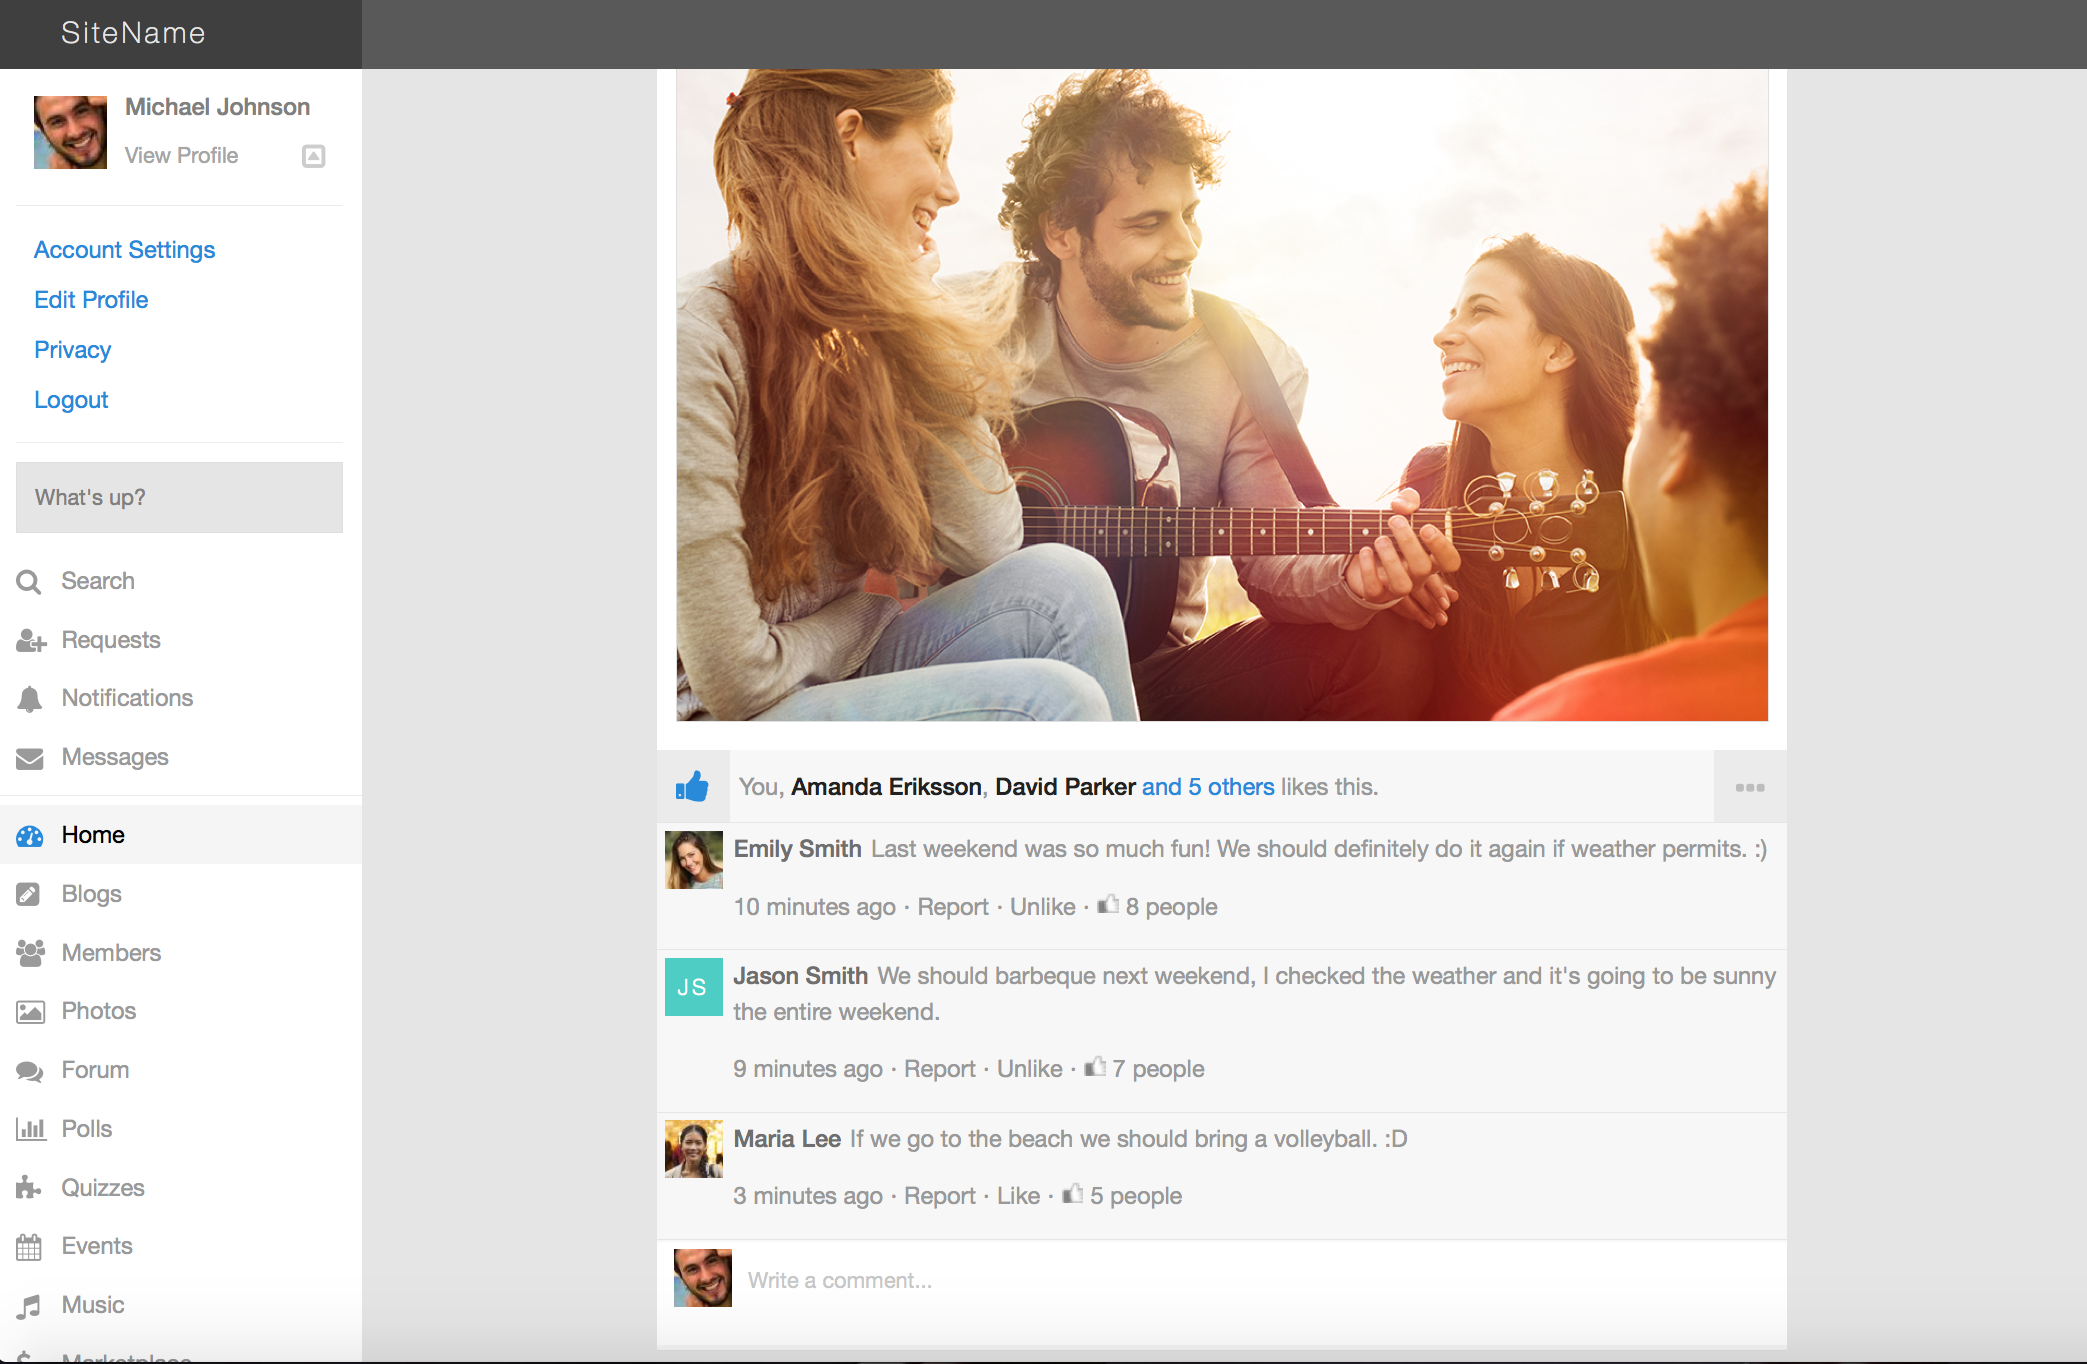 SiteName
Michael Johnson
View Profile
Account Settings
Edit Profile
Privacy
Logout
What's up?
Search
Requests
Notifications
Messages
Home
Blogs
Members
Photos
Forum
Polls
Quizzes
Events
Music
Marketplace
You, Amanda Eriksson, David Parker and 5 others likes this.
Emily Smith Last weekend was so much fun! We should definitely do it again if weather permits. :)
10 minutes ago · Report · Unlike · 8 people
JS
Jason Smith We should barbeque next weekend, I checked the weather and it's going to be sunny
the entire weekend.
9 minutes ago · Report · Unlike · 7 people
Maria Lee If we go to the beach we should bring a volleyball. :D
3 minutes ago · Report · Like · 5 people
Write a comment...